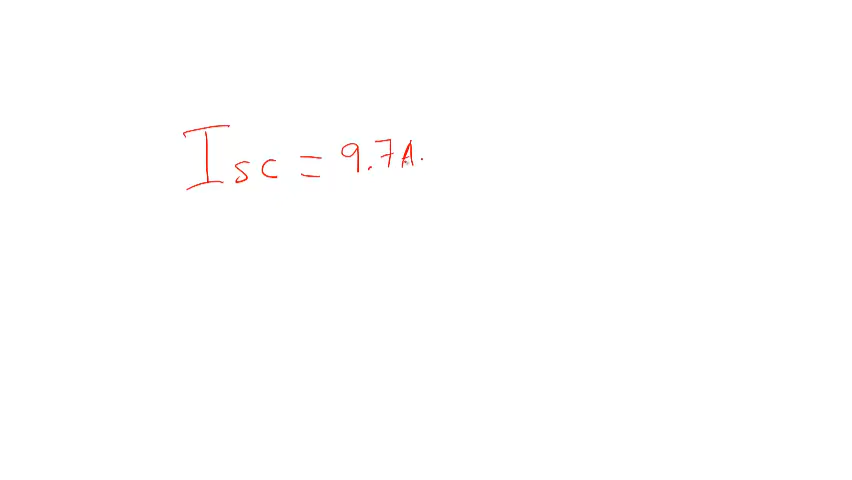 Isc = 9.7A.